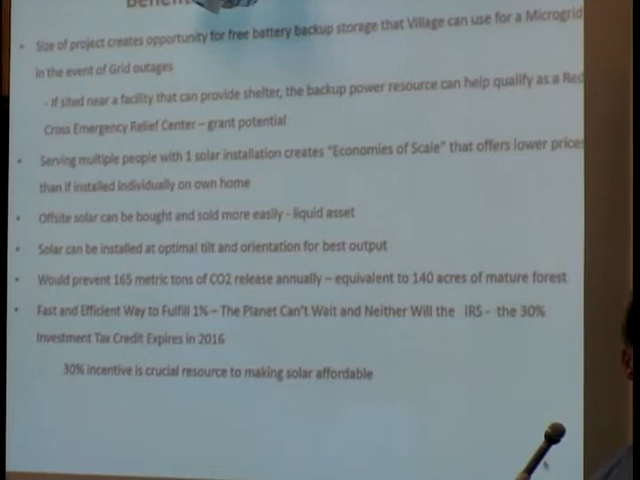 • Size of project creates opportunity for free battery backup storage that Village can use for a Microgrid
in the event of Grid outages
- If sited near a facility that can provide shelter, the backup power resource can help qualify as a Red
Cross Emergency Relief Center – grant potential
• Serving multiple people with 1 solar installation creates "Economies of Scale" that offers lower prices
than if installed individually on own home
• Offsite solar can be bought and sold more easily - liquid asset
• Solar can be installed at optimal tilt and orientation for best output
• Would prevent 165 metric tons of CO2 release annually – equivalent to 140 acres of mature forest
• Fast and Efficient Way to Fulfill 1% – The Planet Can't Wait and Neither Will the IRS - the 30%
Investment Tax Credit Expires in 2016
30% incentive is crucial resource to making solar affordable